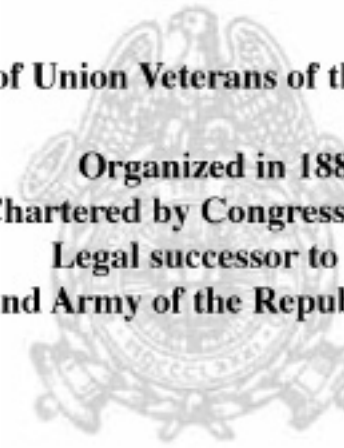 of Union Veterans of th
Organized in 188
Chartered by Congress
Legal successor to
nd Army of the Repub